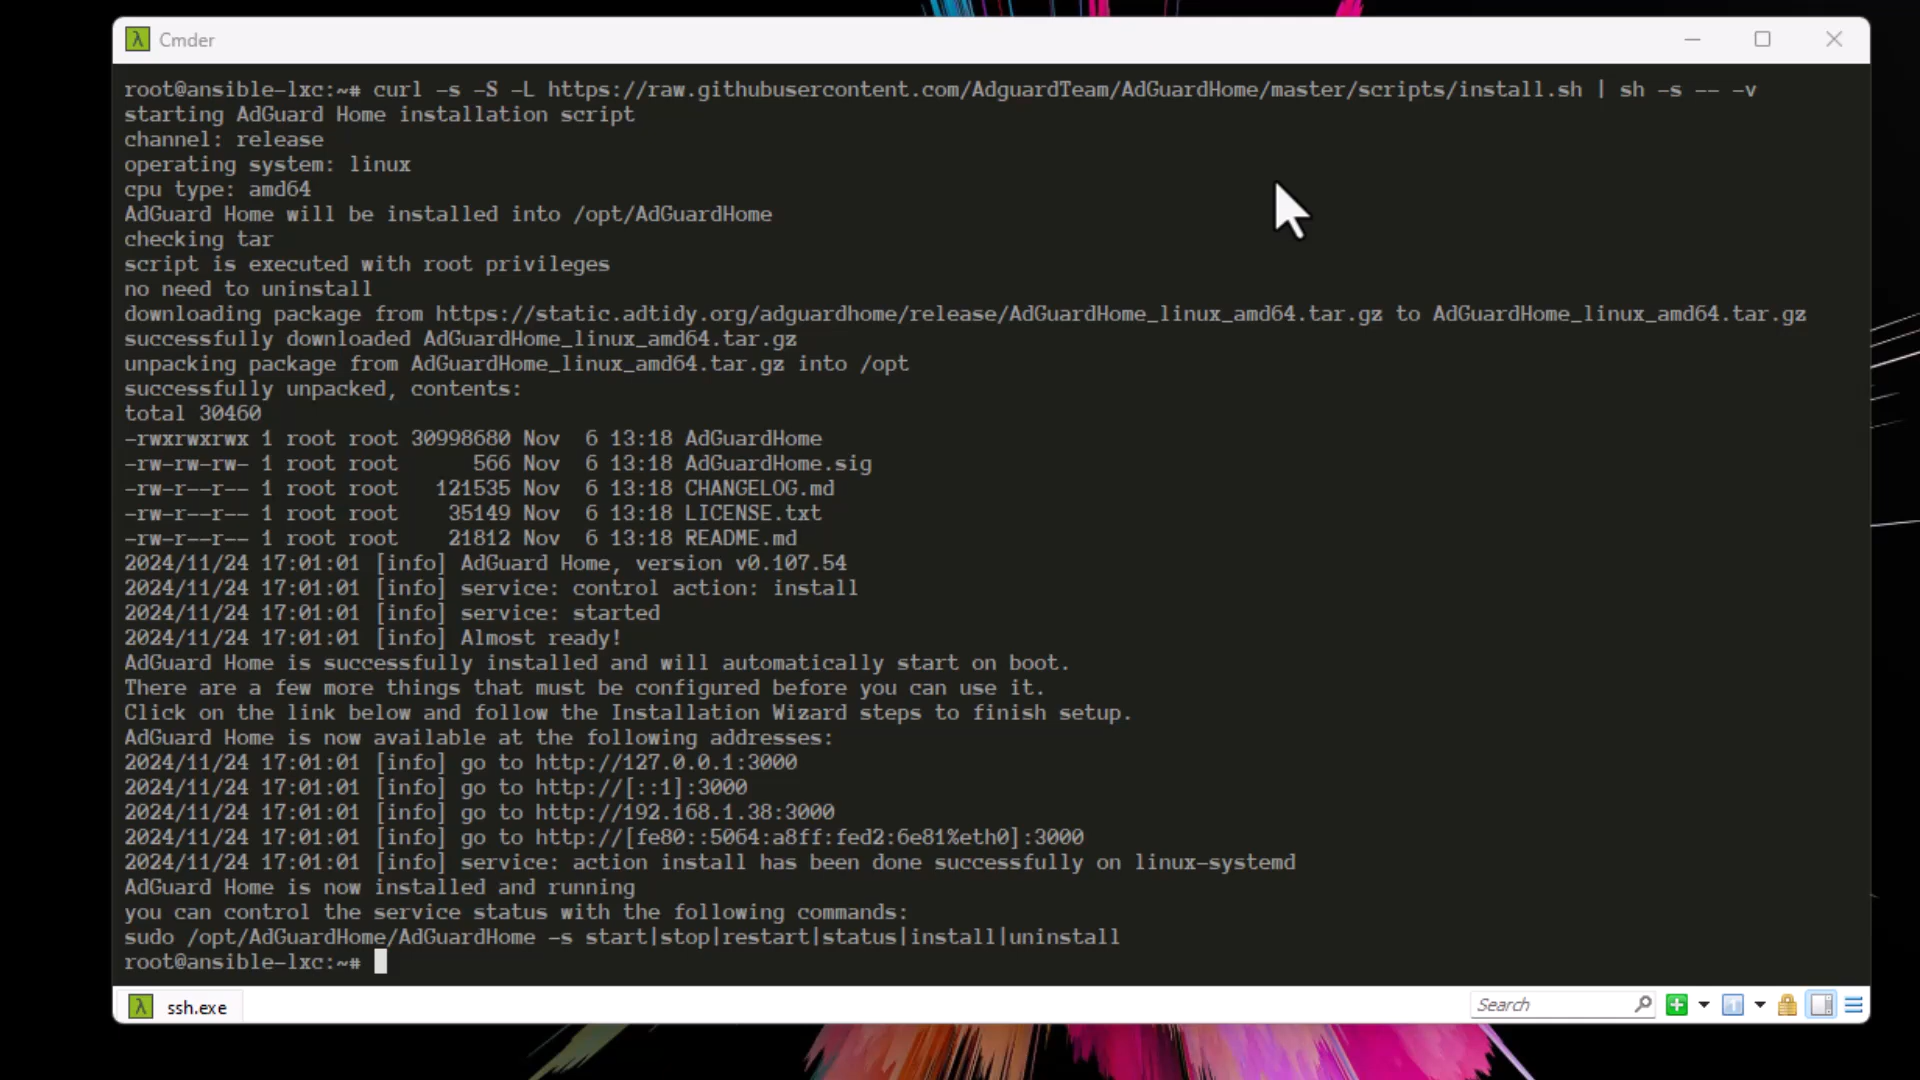 Cmder
root@ansible-lxc:~# curl -s -S -L https://raw.githubusercontent.com/AdguardTeam/AdGuardHome/master/scripts/install.sh | sh -s -- -v
starting AdGuard Home installation script
channel: release
operating system: linux
cpu type: amd64
AdGuard Home will be installed into /opt/AdGuardHome
checking tar
script is executed with root privileges
no need to uninstall
downloading package from https://static.adtidy.org/adguardhome/release/AdGuardHome_linux_amd64.tar.gz to AdGuardHome_linux_amd64.tar.gz
successfully downloaded AdGuardHome_linux_amd64.tar.gz
unpacking package from AdGuardHome_linux_amd64.tar.gz into /opt
successfully unpacked, contents:
total 30460
-rwxrwxrwx 1 root root 30998680 Nov  6 13:18 AdGuardHome
-rw-rw-rw- 1 root root      566 Nov  6 13:18 AdGuardHome.sig
-rw-r--r-- 1 root root   121535 Nov  6 13:18 CHANGELOG.md
-rw-r--r-- 1 root root    35149 Nov  6 13:18 LICENSE.txt
-rw-r--r-- 1 root root    21812 Nov  6 13:18 README.md
2024/11/24 17:01:01 [info] AdGuard Home, version v0.107.54
2024/11/24 17:01:01 [info] service: control action: install
2024/11/24 17:01:01 [info] service: started
2024/11/24 17:01:01 [info] Almost ready!
AdGuard Home is successfully installed and will automatically start on boot.
There are a few more things that must be configured before you can use it.
Click on the link below and follow the Installation Wizard steps to finish setup.
AdGuard Home is now available at the following addresses:
2024/11/24 17:01:01 [info] go to http://127.0.0.1:3000
2024/11/24 17:01:01 [info] go to http://[::1]:3000
2024/11/24 17:01:01 [info] go to http://192.168.1.38:3000
2024/11/24 17:01:01 [info] go to http://[fe80::5064:a8ff:fed2:6e81%eth0]:3000
2024/11/24 17:01:01 [info] service: action install has been done successfully on linux-systemd
AdGuard Home is now installed and running
you can control the service status with the following commands:
sudo /opt/AdGuardHome/AdGuardHome -s start|stop|restart|status|install|uninstall
root@ansible-lxc:~#
ssh.exe
Search